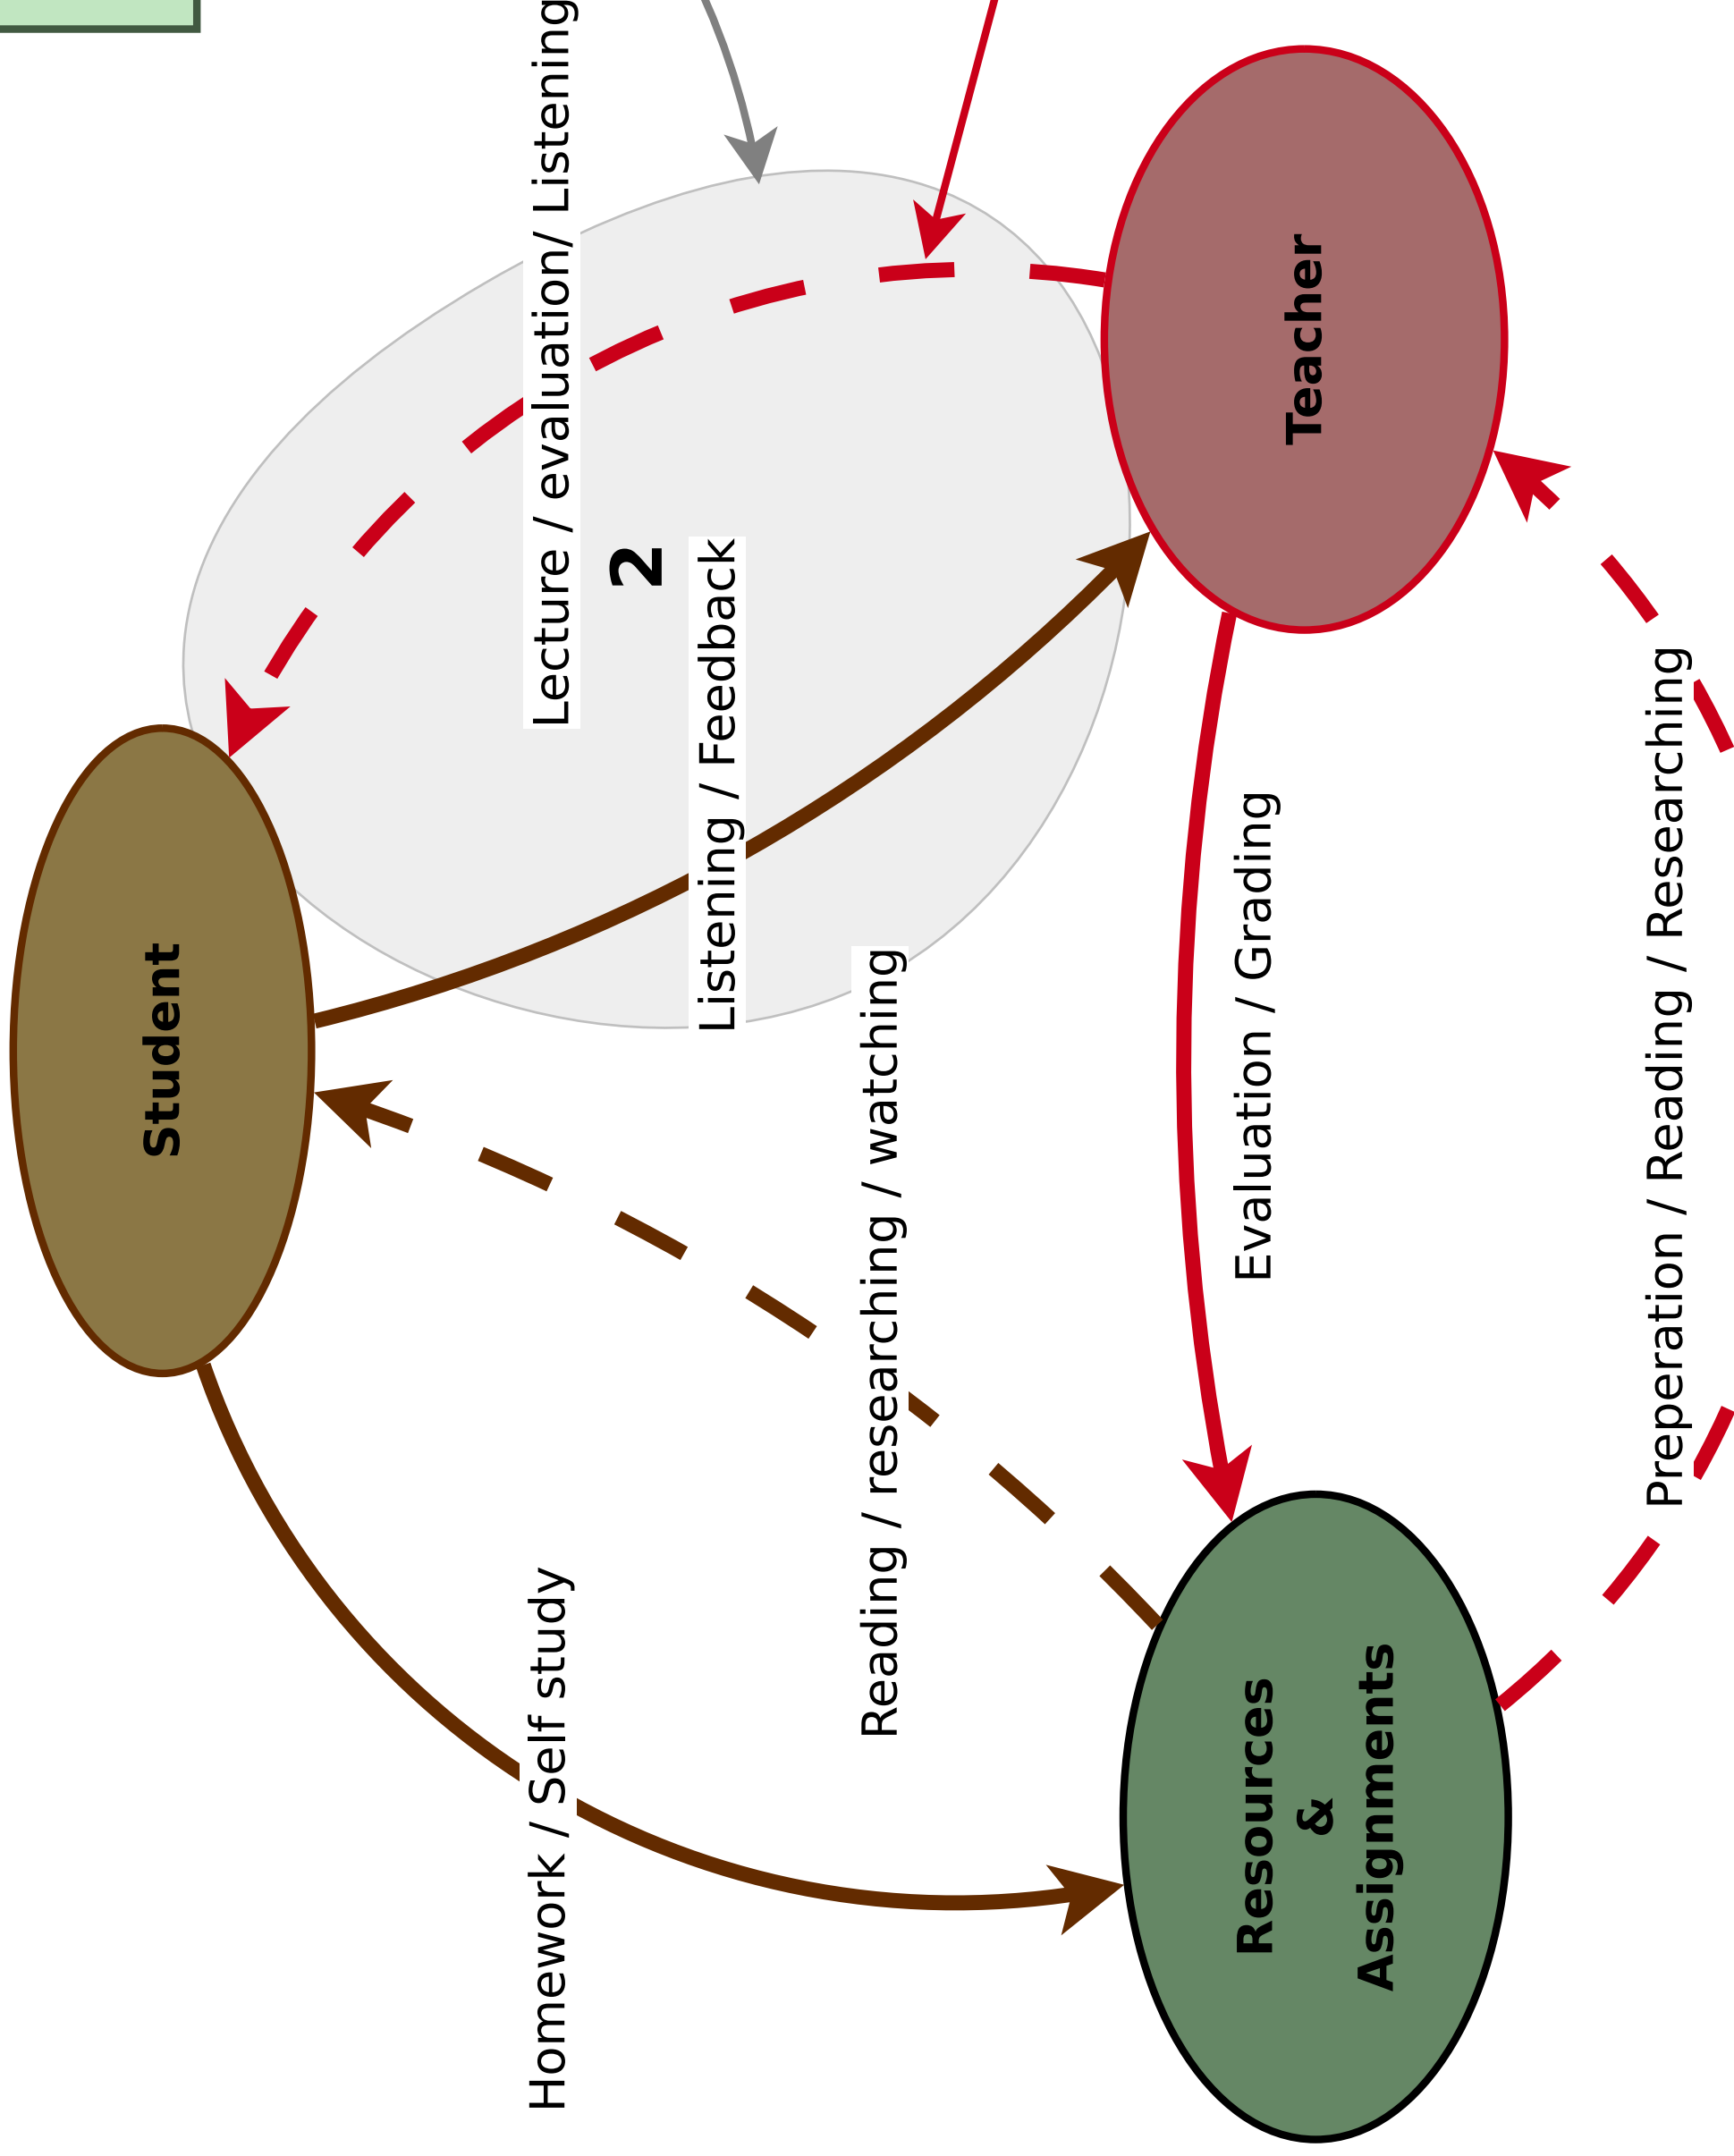 Student
Lecture / evaluation/ Listening
2
Listening / Feedback
Homework / Self study
Reading / researching / watching
Teacher
Evaluation / Grading
Resources
&
Assignments
Preperation / Reading / Researching